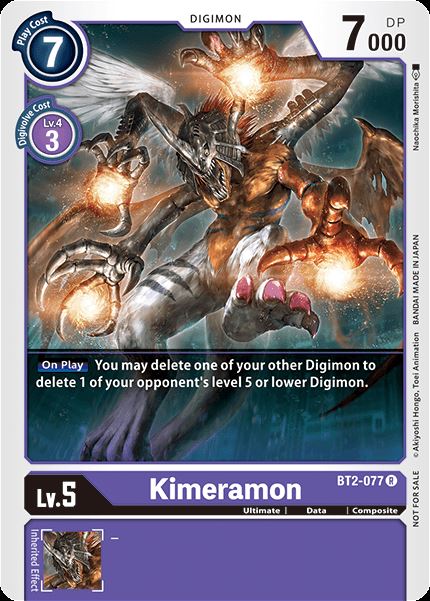 Play Cost
7
DIGIMON
7000 DP
Digivolve Cost
Lv.4
3
Naochika Morishita
© Akiyoshi Hongo, Toei Animation BANDAI MADE IN JAPAN
NOT FOR SALE
On Play You may delete one of your other Digimon to
delete 1 of your opponent's level 5 or lower Digimon.
Lv.5
Kimeramon
BT2-077 R
Ultimate | Data | Composite
Inherited Effect
–